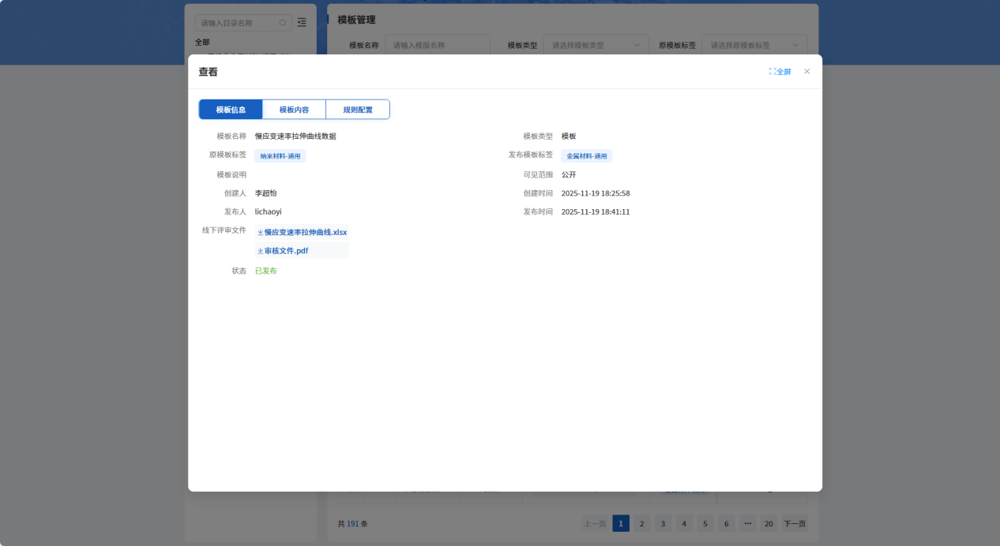 请输入目录名称
全部
模板管理
模板名称 请输入模版名称 模板类型 请选择模板类型 原模板标签 请选择原模板标签
查看
全屏
模板信息 模板内容 规则配置
模板名称 慢应变速率拉伸曲线数据 模板类型 模板
原模板标签 纳米材料-通用 发布模板标签 金属材料-通用
模板说明 可见范围 公开
创建人 李超怡 创建时间 2025-11-19 18:25:58
发布人 lichaoyi 发布时间 2025-11-19 18:41:11
线下评审文件 慢应变速率拉伸曲线.xlsx
审核文件.pdf
状态 已发布
共 191 条 上一页 1 2 3 4 5 6 ··· 20 下一页